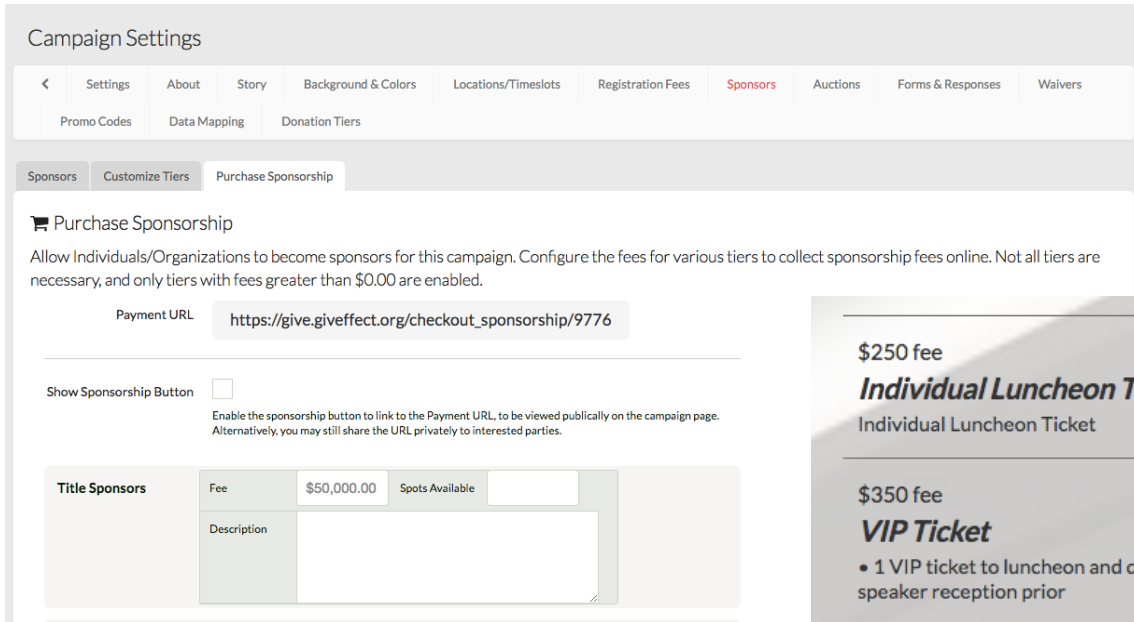 Campaign Settings
Settings About Story Background & Colors Locations/Timeslots Registration Fees Sponsors Auctions Forms & Responses Waivers
Promo Codes Data Mapping Donation Tiers
Sponsors Customize Tiers Purchase Sponsorship
Purchase Sponsorship
Allow Individuals/Organizations to become sponsors for this campaign. Configure the fees for various tiers to collect sponsorship fees online. Not all tiers are
necessary, and only tiers with fees greater than $0.00 are enabled.
Payment URL https://give.giveffect.org/checkout_sponsorship/9776
Show Sponsorship Button
Enable the sponsorship button to link to the Payment URL, to be viewed publically on the campaign page.
Alternatively, you may still share the URL privately to interested parties.
Title Sponsors Fee $50,000.00 Spots Available
Description
$250 fee
Individual Luncheon T
Individual Luncheon Ticket
$350 fee
VIP Ticket
• 1 VIP ticket to luncheon and
speaker reception prior